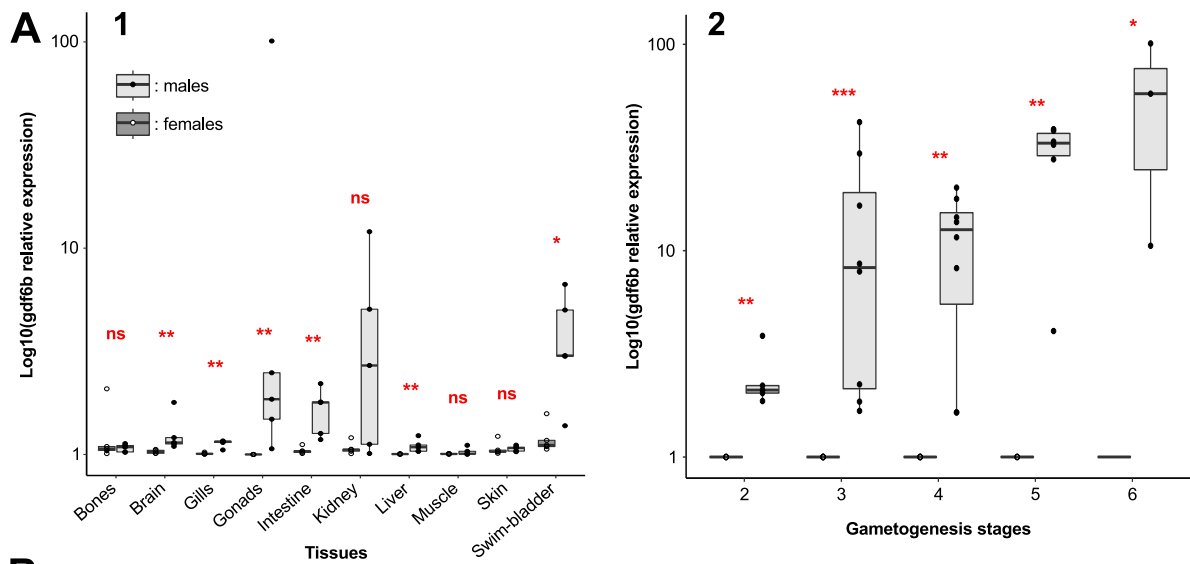 A
1
100
10
1
Log10(gdf6b relative expression)
: males
: females
ns
**
**
**
**
ns
**
ns
ns
*
Bones
Brain
Gills
Gonads
Intestine
Kidney
Liver
Muscle
Skin
Swim-bladder
Tissues
2
100
10
1
Log10(gdf6b relative expression)
**
***
**
**
*
2
3
4
5
6
Gametogenesis stages